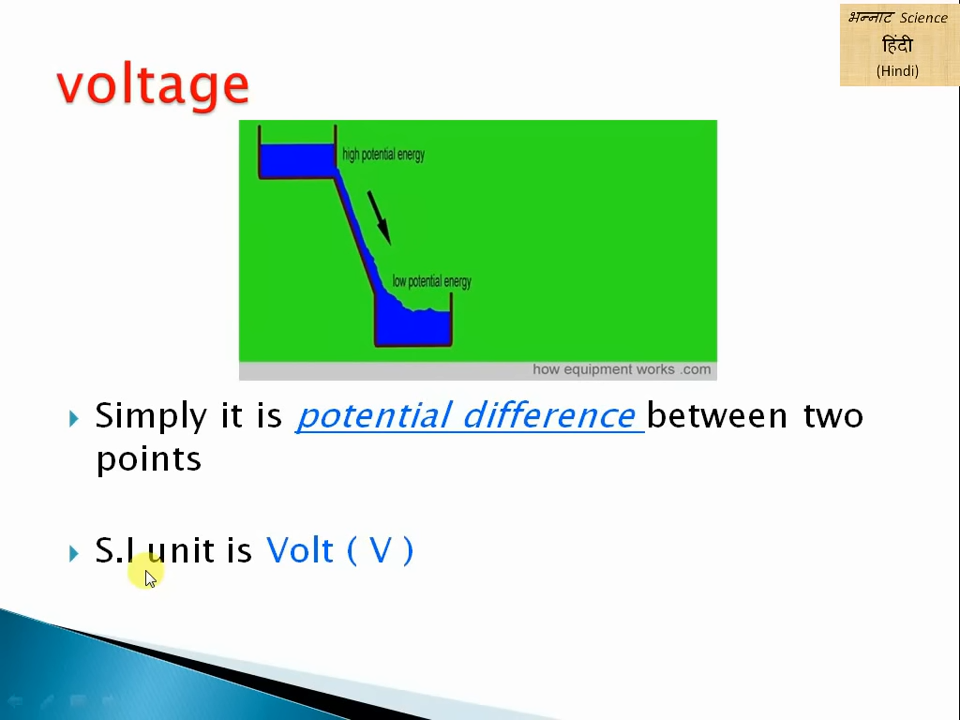 भन्नाट Science
हिंदी
(Hindi)
voltage
high potential energy
low potential energy
how equipment works .com
Simply it is potential difference between two
points
S.I unit is Volt ( V )